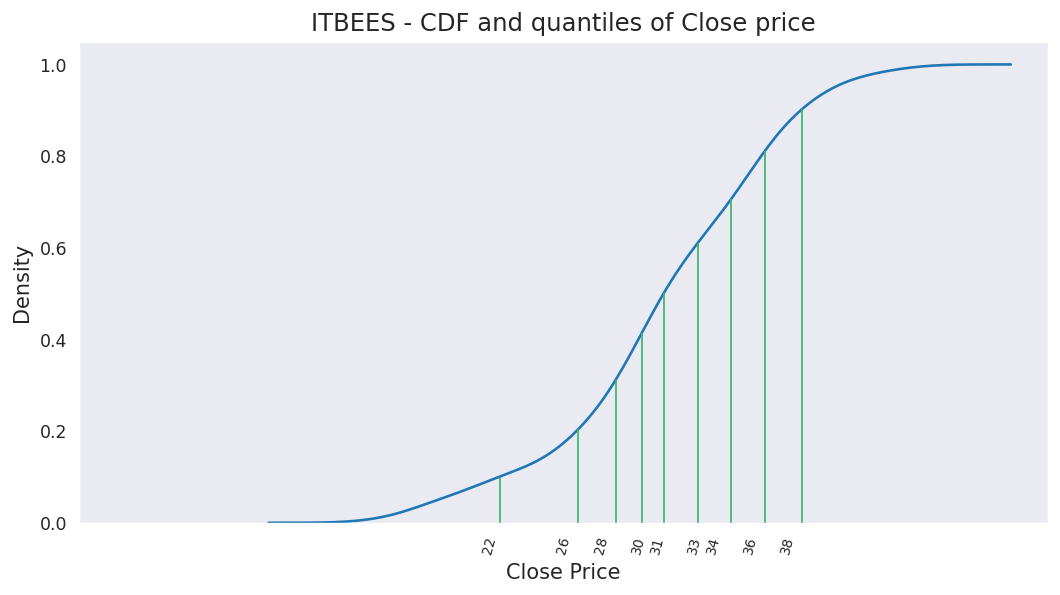 ITBEES - CDF and quantiles of Close price
1.0
0.8
0.6
0.4
0.2
0.0
Density
22 26 28 30 31 33 34 36 38
Close Price